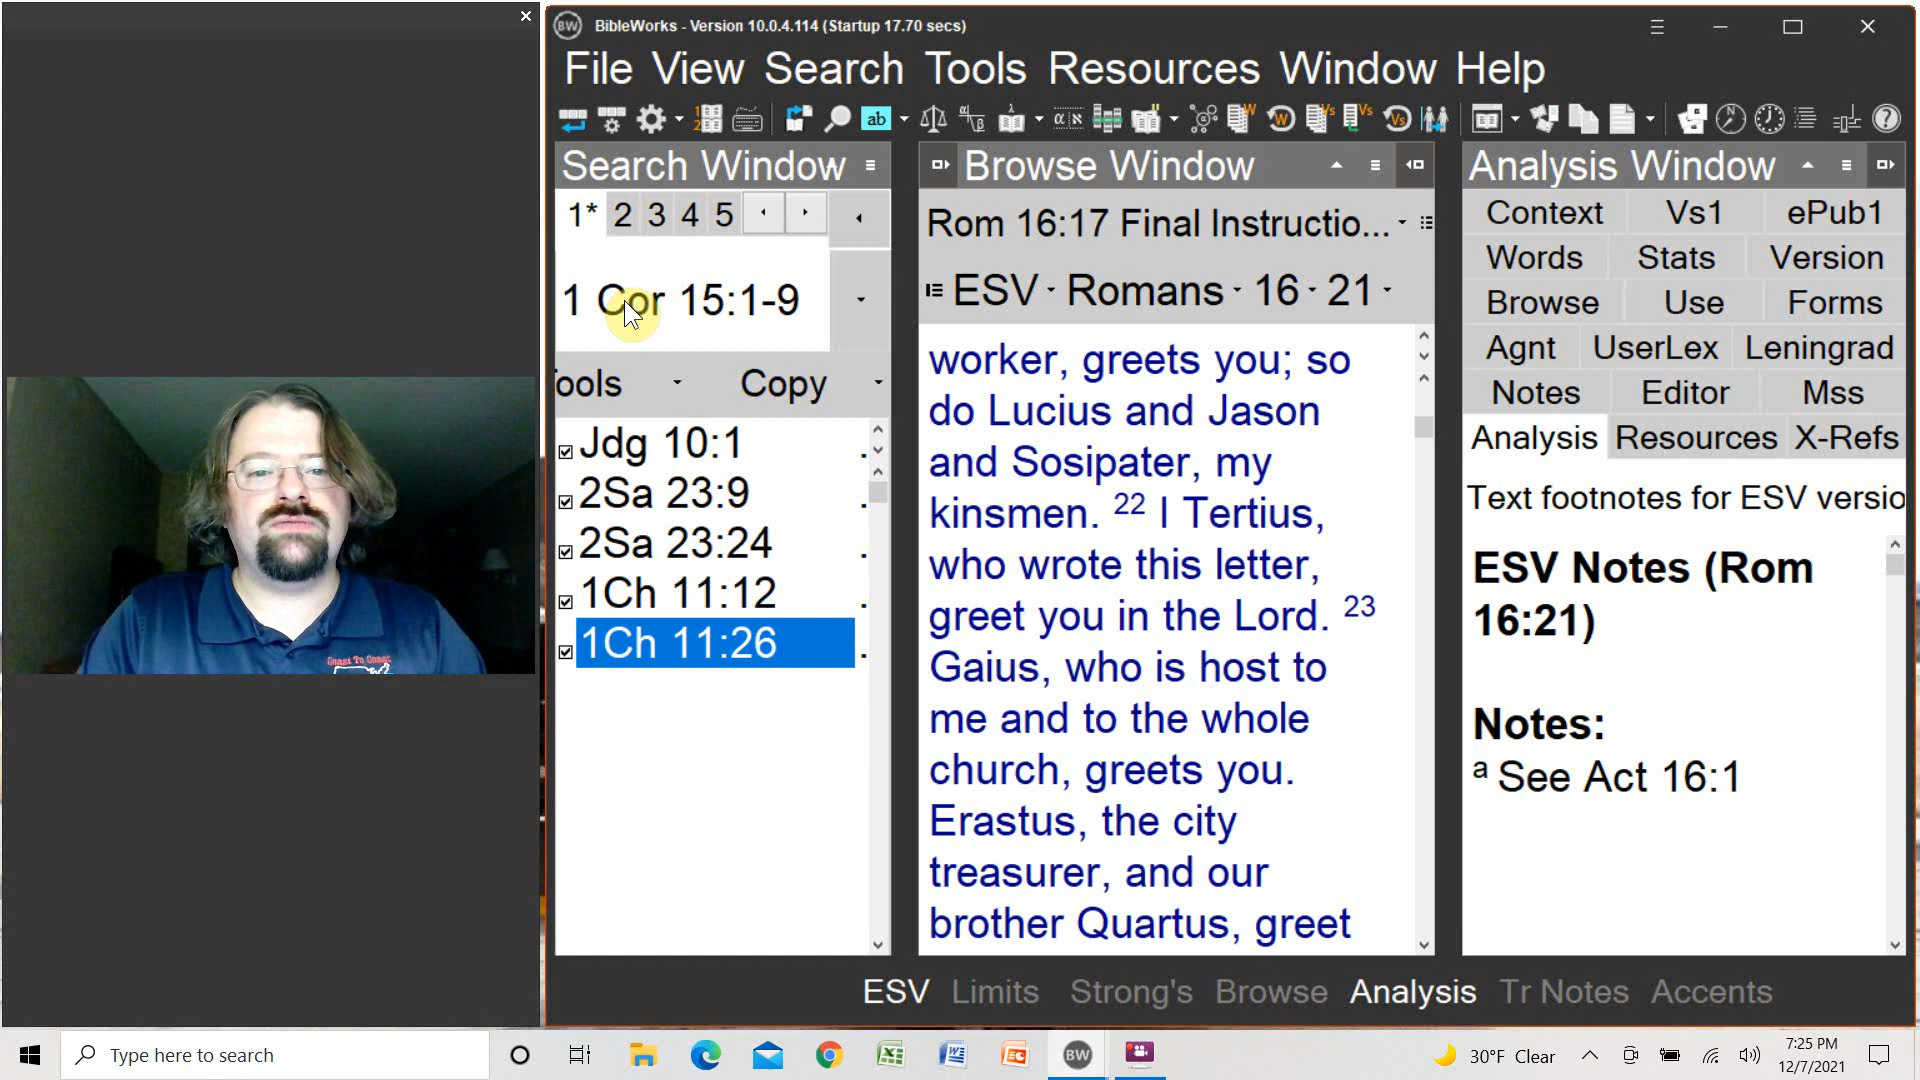 BW BibleWorks - Version 10.0.4.114 (Startup 17.70 secs)
File View Search Tools Resources Window Help
Search Window
1* 2 3 4 5
1 Cor 15:1-9
ools Copy
Jdg 10:1
2Sa 23:9
2Sa 23:24
1Ch 11:12
1Ch 11:26
Browse Window
Rom 16:17 Final Instructio...
ESV Romans 16 21
worker, greets you; so
do Lucius and Jason
and Sosipater, my
kinsmen. 22 I Tertius,
who wrote this letter,
greet you in the Lord. 23
Gaius, who is host to
me and to the whole
church, greets you.
Erastus, the city
treasurer, and our
brother Quartus, greet
Analysis Window
Context Vs1 ePub1
Words Stats Version
Browse Use Forms
Agnt UserLex Leningrad
Notes Editor Mss
Analysis Resources X-Refs
Text footnotes for ESV versio
ESV Notes (Rom
16:21)
Notes:
a See Act 16:1
ESV Limits Strong's Browse Analysis Tr Notes Accents
Coast To Coast
Type here to search
BW
30°F Clear
7:25 PM
12/7/2021